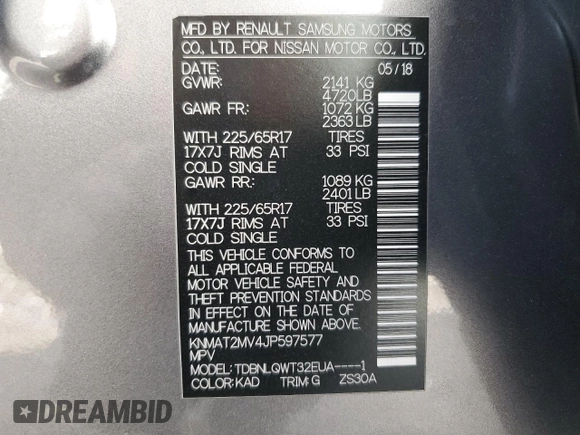 MFD BY RENAULT SAMSUNG MOTORS
CO., LTD. FOR NISSAN MOTOR CO., LTD.
DATE: 05/18
GVWR: 2141 KG
4720LB
GAWR FR: 1072 KG
2363LB
WITH 225/65R17 TIRES
17X7J RIMS AT 33 PSI
COLD SINGLE
GAWR RR: 1089 KG
2401LB
WITH 225/65R17 TIRES
17X7J RIMS AT 33 PSI
COLD SINGLE
THIS VEHICLE CONFORMS TO
ALL APPLICABLE FEDERAL
MOTOR VEHICLE SAFETY AND
THEFT PREVENTION STANDARDS
IN EFFECT ON THE DATE OF
MANUFACTURE SHOWN ABOVE.
KNMAT2MV4JP597577
MPV
MODEL: TDBNLQWT32EUA----1
COLOR: KAD TRIM: G ZS30A
DREAMBID